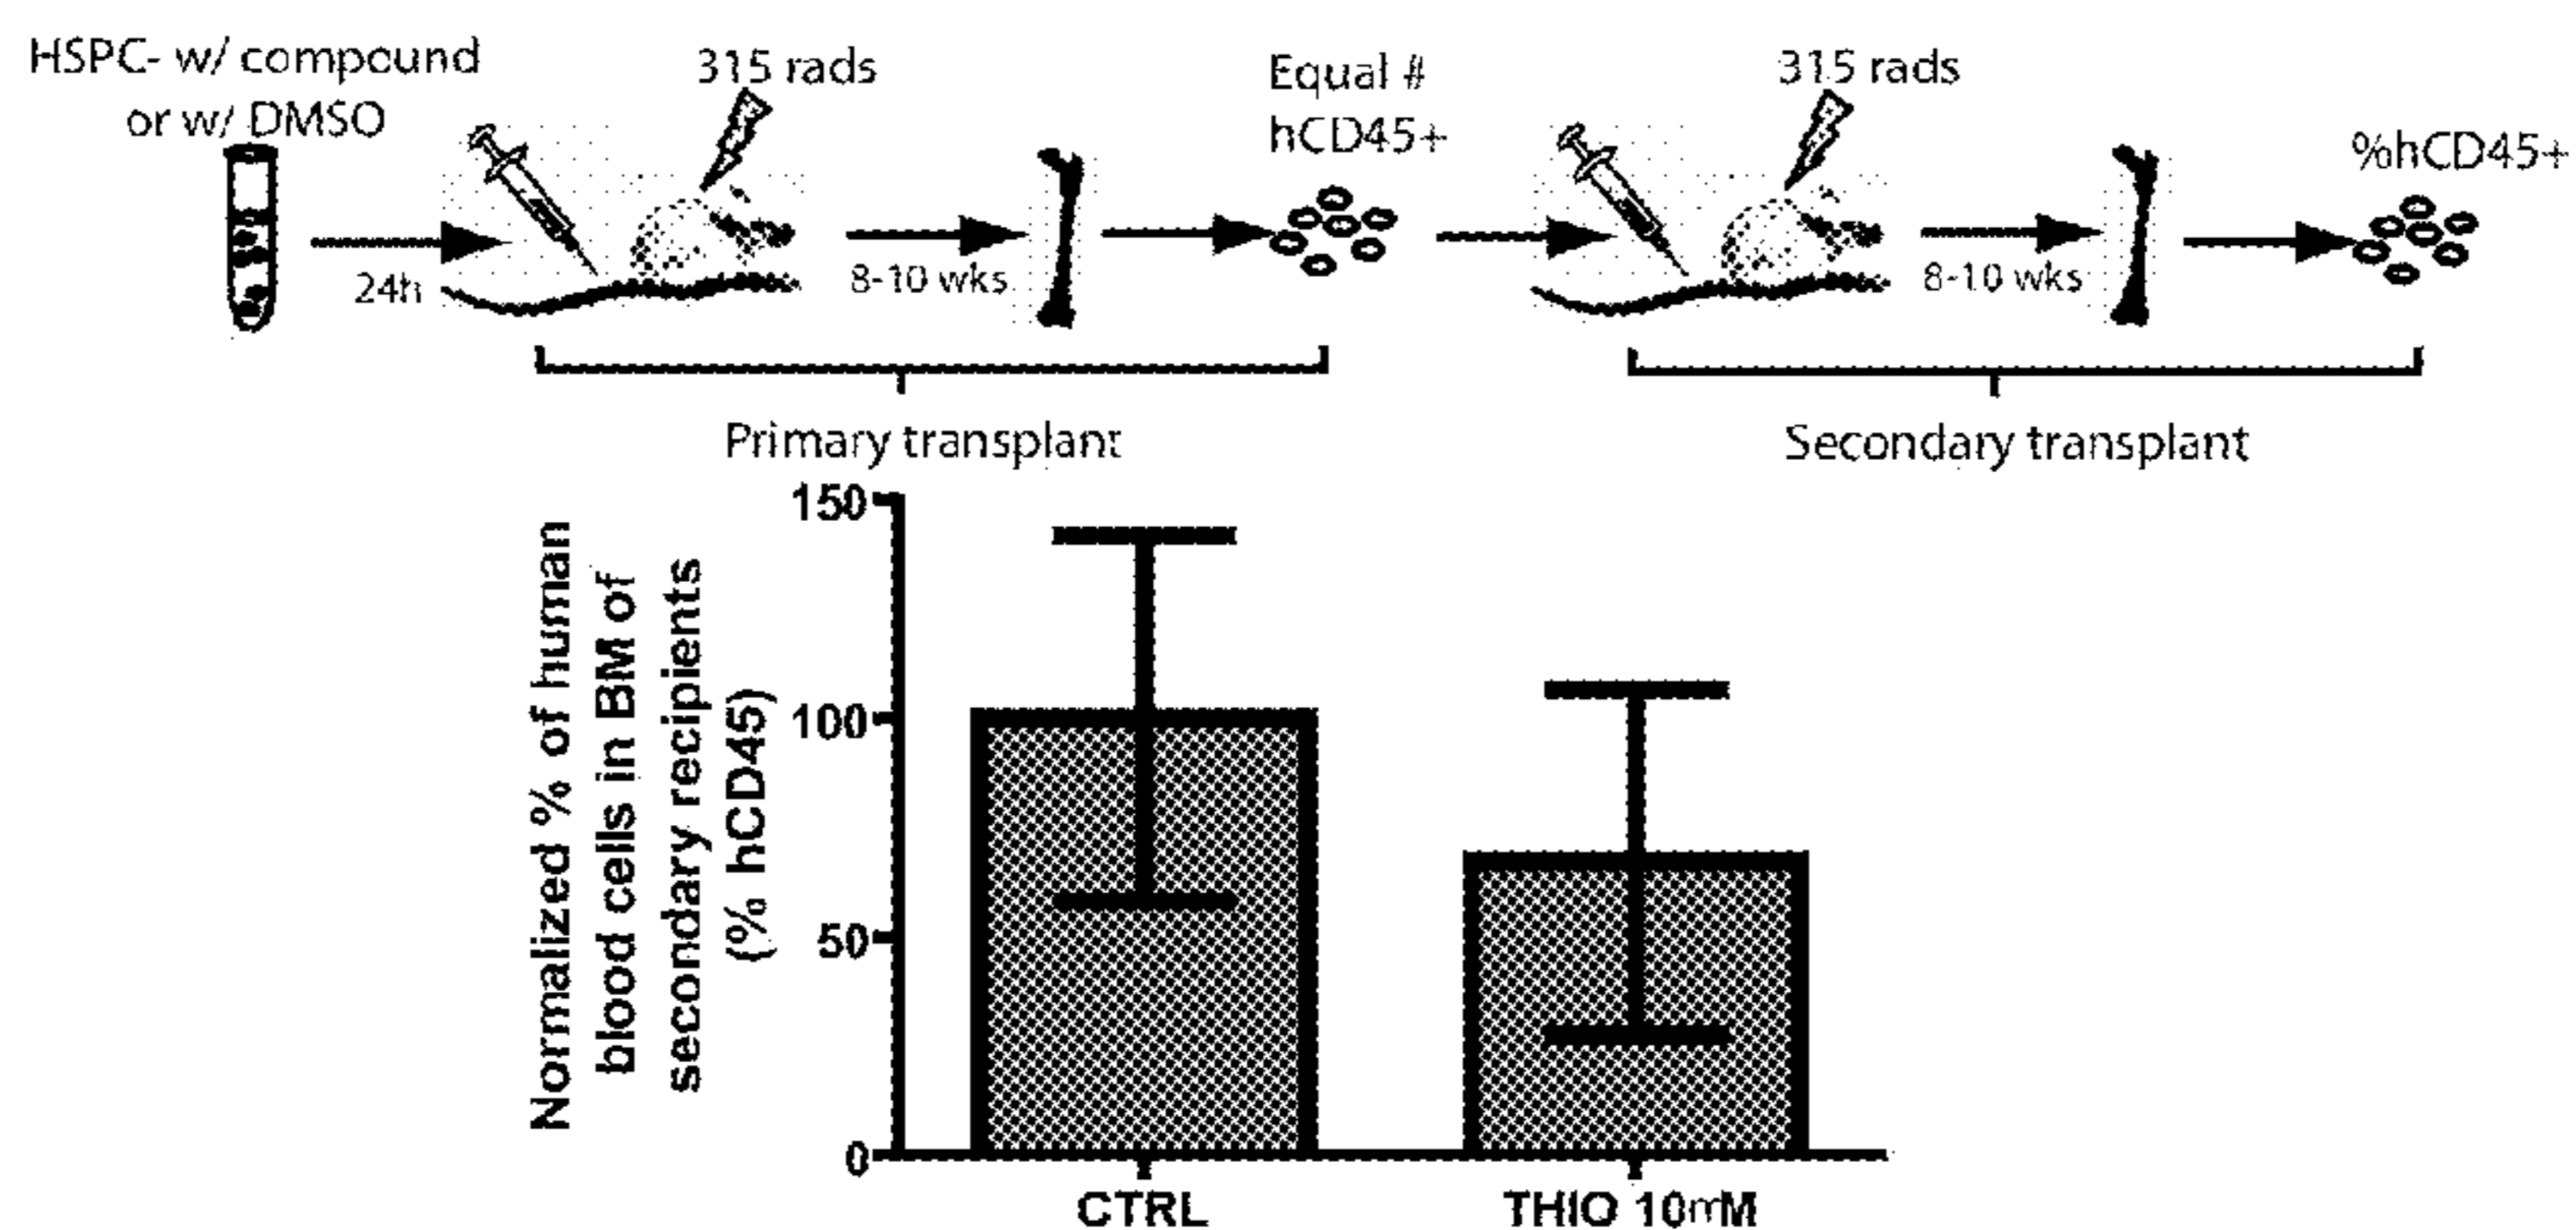 HSPC- w/ compound
or w/ DMSO
24h
315 rads
8-10 wks
Equal #
hCD45+
315 rads
8-10 wks
%hCD45+
Primary transplant
Secondary transplant
Normalized % of human
blood cells in BM of
secondary recipients
(% hCD45)
150
100
50
0
CTRL
THIO 10mM